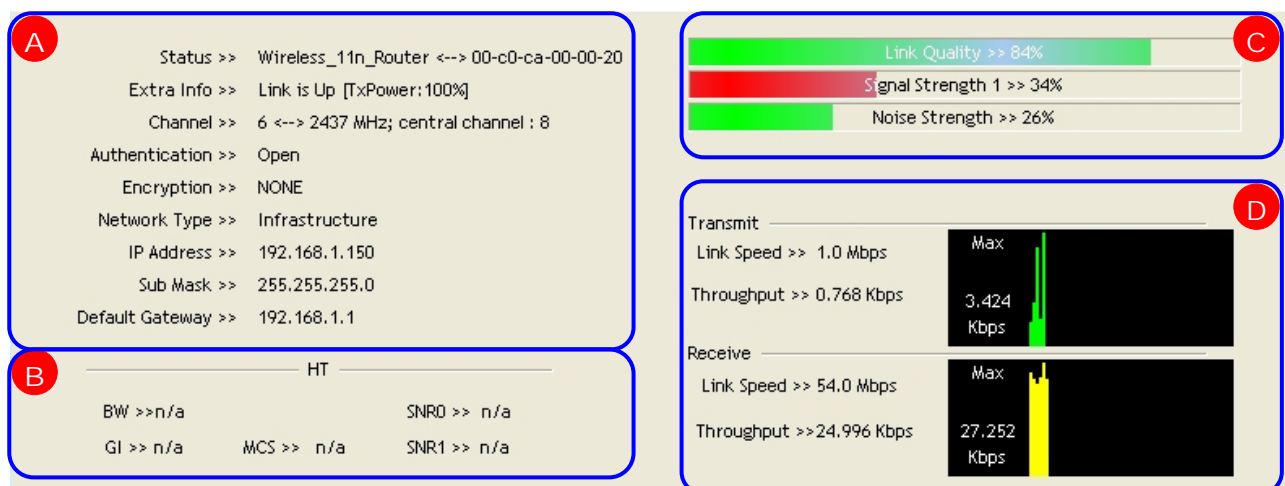 A
Status >> Wireless_11n_Router <--> 00-c0-ca-00-00-20
Extra Info >> Link is Up [TxPower:100%]
Channel >> 6 <--> 2437 MHz; central channel : 8
Authentication >> Open
Encryption >> NONE
Network Type >> Infrastructure
IP Address >> 192.168.1.150
Sub Mask >> 255.255.255.0
Default Gateway >> 192.168.1.1
B
HT
BW >>n/a SNR0 >> n/a
GI >> n/a MCS >> n/a SNR1 >> n/a
C
Link Quality >> 84%
Signal Strength 1 >> 34%
Noise Strength >> 26%
D
Transmit
Link Speed >> 1.0 Mbps
Throughput >> 0.768 Kbps
Max
3.424
Kbps
Receive
Link Speed >> 54.0 Mbps
Throughput >>24.996 Kbps
Max
27.252
Kbps